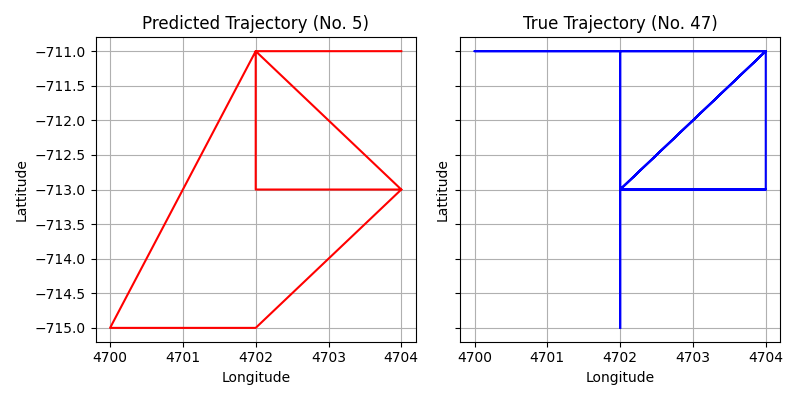 Predicted Trajectory (No. 5)
True Trajectory (No. 47)
−711.0
−711.5
−712.0
−712.5
−713.0
−713.5
−714.0
−714.5
−715.0
Lattitude
Lattitude
4700 4701 4702 4703 4704
4700 4701 4702 4703 4704
Longitude
Longitude